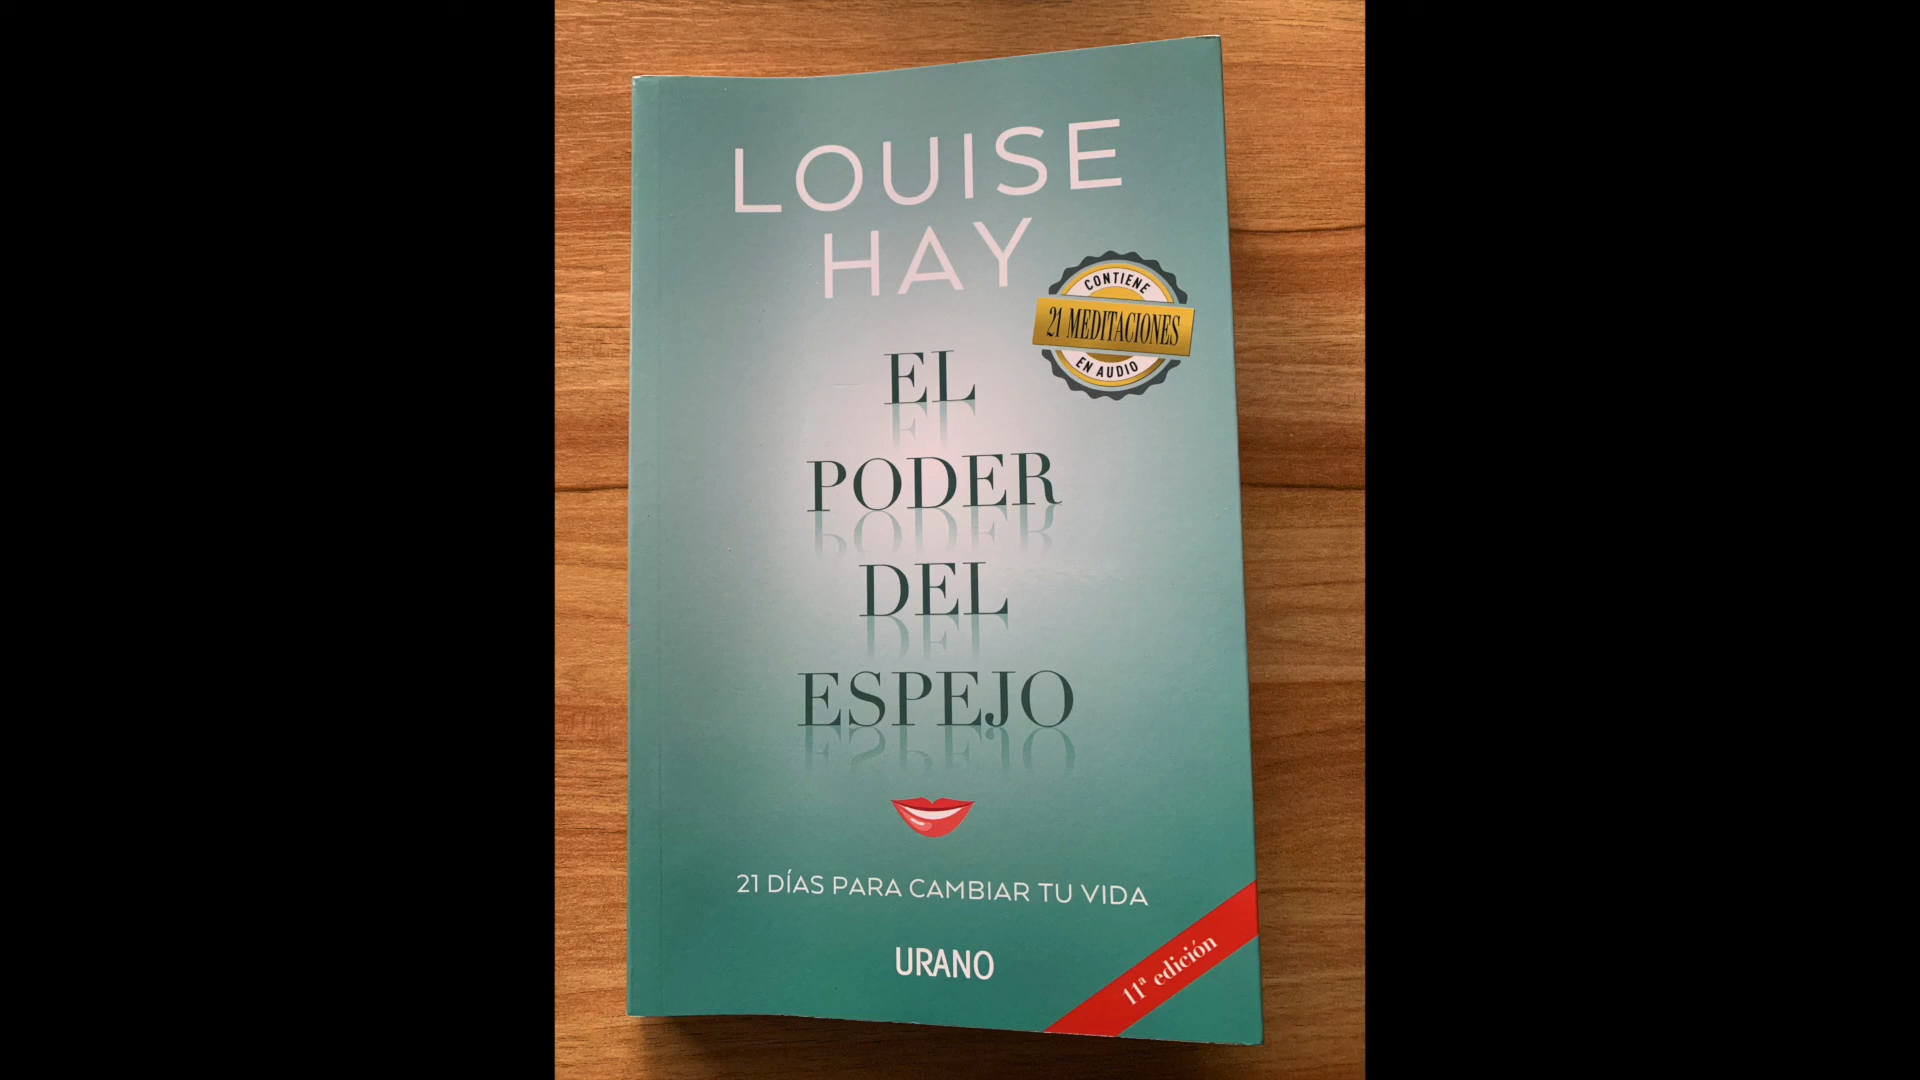 LOUISE
HAY
CONTIENE
21 MEDITACIONES
EN AUDIO
EL
PODER
DEL
ESPEJO
21 DÍAS PARA CAMBIAR TU VIDA
URANO
11ª edición